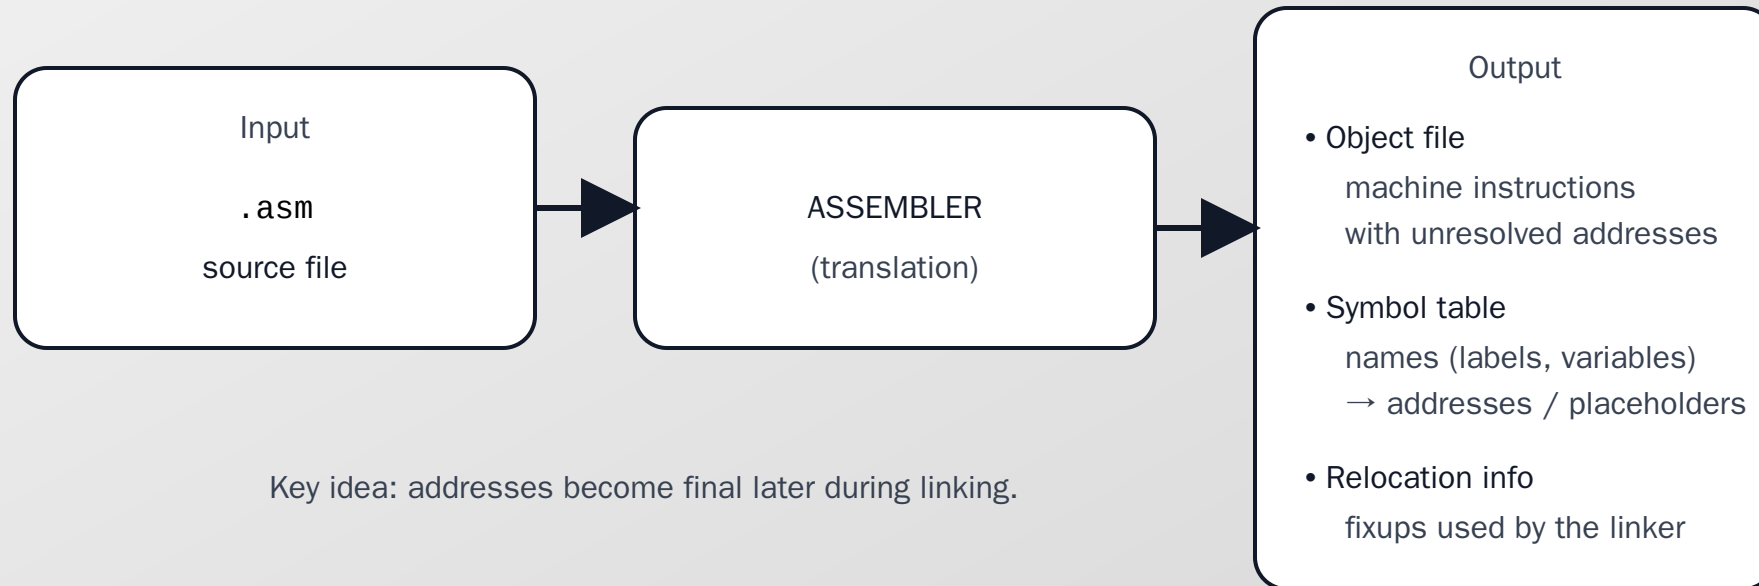 Input
.asm
source file
ASSEMBLER
(translation)
Output
• Object file
machine instructions
with unresolved addresses
• Symbol table
names (labels, variables)
→ addresses / placeholders
• Relocation info
fixups used by the linker
Key idea: addresses become final later during linking.